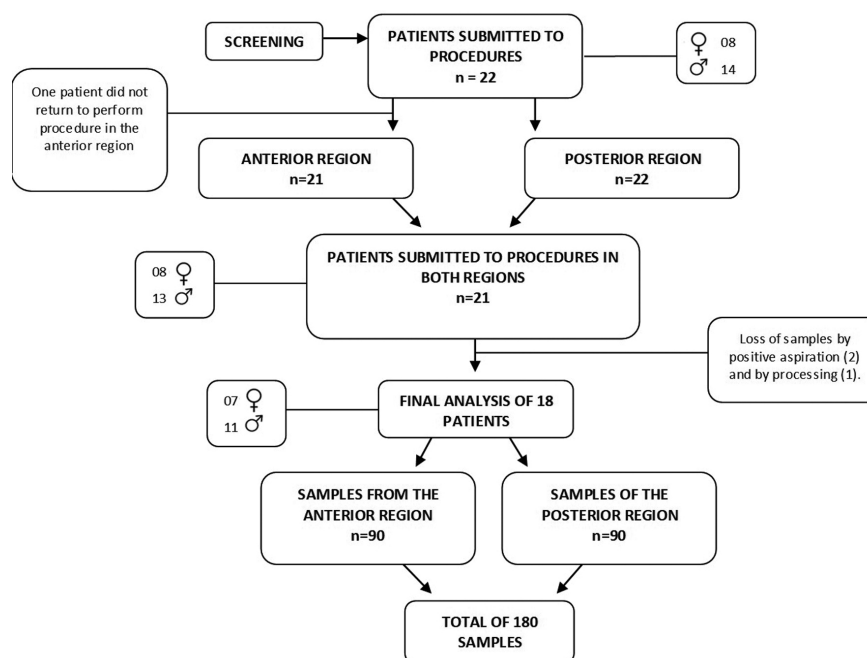 SCREENING
PATIENTS SUBMITTED TO
PROCEDURES
n = 22
♀ 08
♂ 14
One patient did not
return to perform
procedure in the
anterior region
ANTERIOR REGION
n=21
POSTERIOR REGION
n=22
PATIENTS SUBMITTED TO PROCEDURES IN
BOTH REGIONS
n=21
08 ♀
13 ♂
Loss of samples by
positive aspiration (2)
and by processing (1).
07 ♀
11 ♂
FINAL ANALYSIS OF 18
PATIENTS
SAMPLES FROM THE
ANTERIOR REGION
n=90
SAMPLES OF THE
POSTERIOR REGION
n=90
TOTAL OF 180
SAMPLES